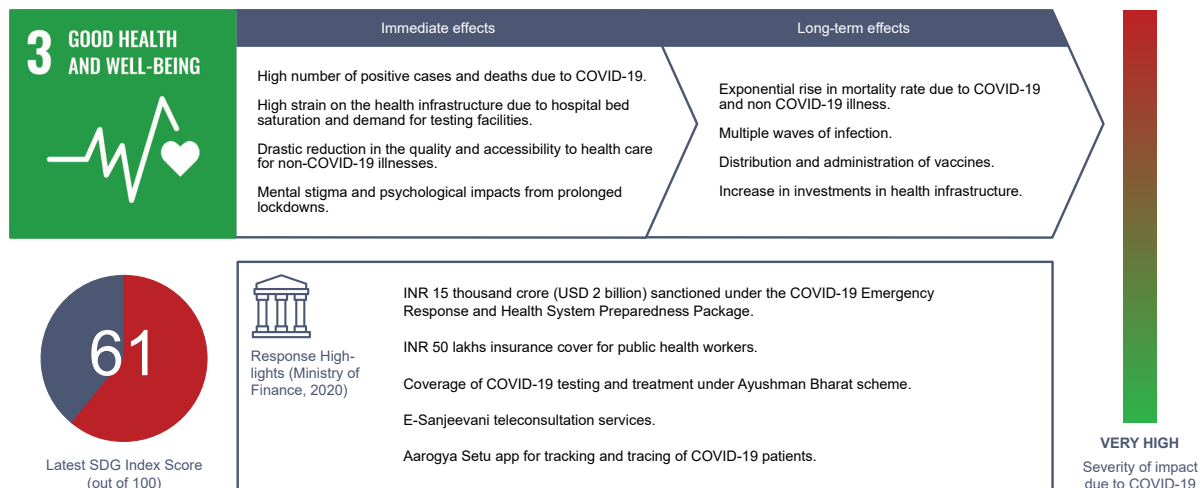 3 GOOD HEALTH
AND WELL-BEING
Immediate effects
High number of positive cases and deaths due to COVID-19.
High strain on the health infrastructure due to hospital bed
saturation and demand for testing facilities.
Drastic reduction in the quality and accessibility to health care
for non-COVID-19 illnesses.
Mental stigma and psychological impacts from prolonged
lockdowns.
Long-term effects
Exponential rise in mortality rate due to COVID-19
and non COVID-19 illness.
Multiple waves of infection.
Distribution and administration of vaccines.
Increase in investments in health infrastructure.
61
Latest SDG Index Score
(out of 100)
Response High-
lights (Ministry of
Finance, 2020)
INR 15 thousand crore (USD 2 billion) sanctioned under the COVID-19 Emergency
Response and Health System Preparedness Package.
INR 50 lakhs insurance cover for public health workers.
Coverage of COVID-19 testing and treatment under Ayushman Bharat scheme.
E-Sanjeevani teleconsultation services.
Aarogya Setu app for tracking and tracing of COVID-19 patients.
VERY HIGH
Severity of impact
due to COVID-19